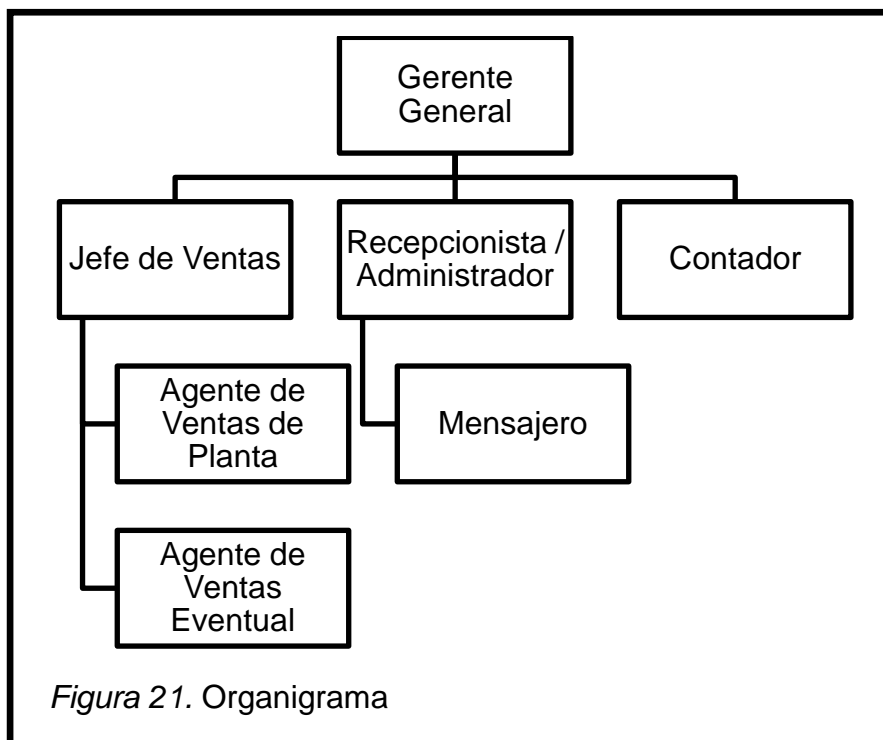 Gerente
General
Jefe de Ventas
Recepcionista /
Administrador
Contador
Agente de
Ventas de
Planta
Mensajero
Agente de
Ventas
Eventual
Figura 21. Organigrama